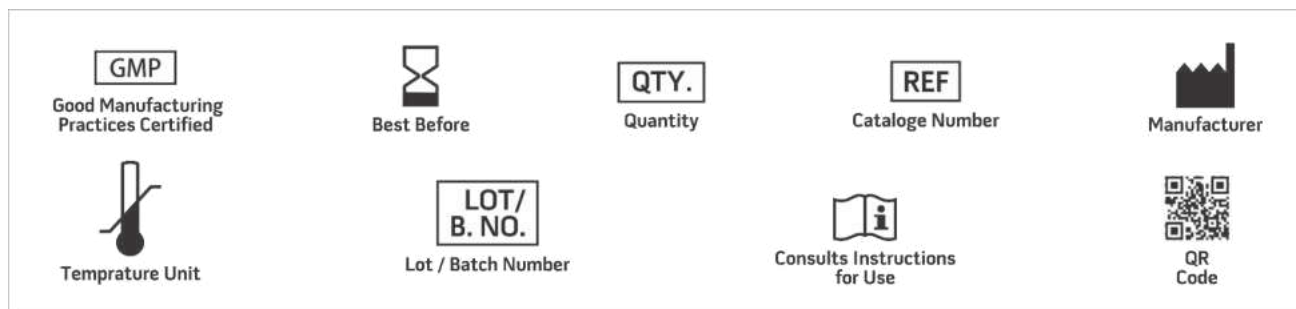 GMP
Good Manufacturing
Practices Certified
Best Before
QTY.
Quantity
REF
Cataloge Number
Manufacturer
Temprature Unit
LOT/
B. NO.
Lot / Batch Number
i
Consults Instructions
for Use
QR
Code